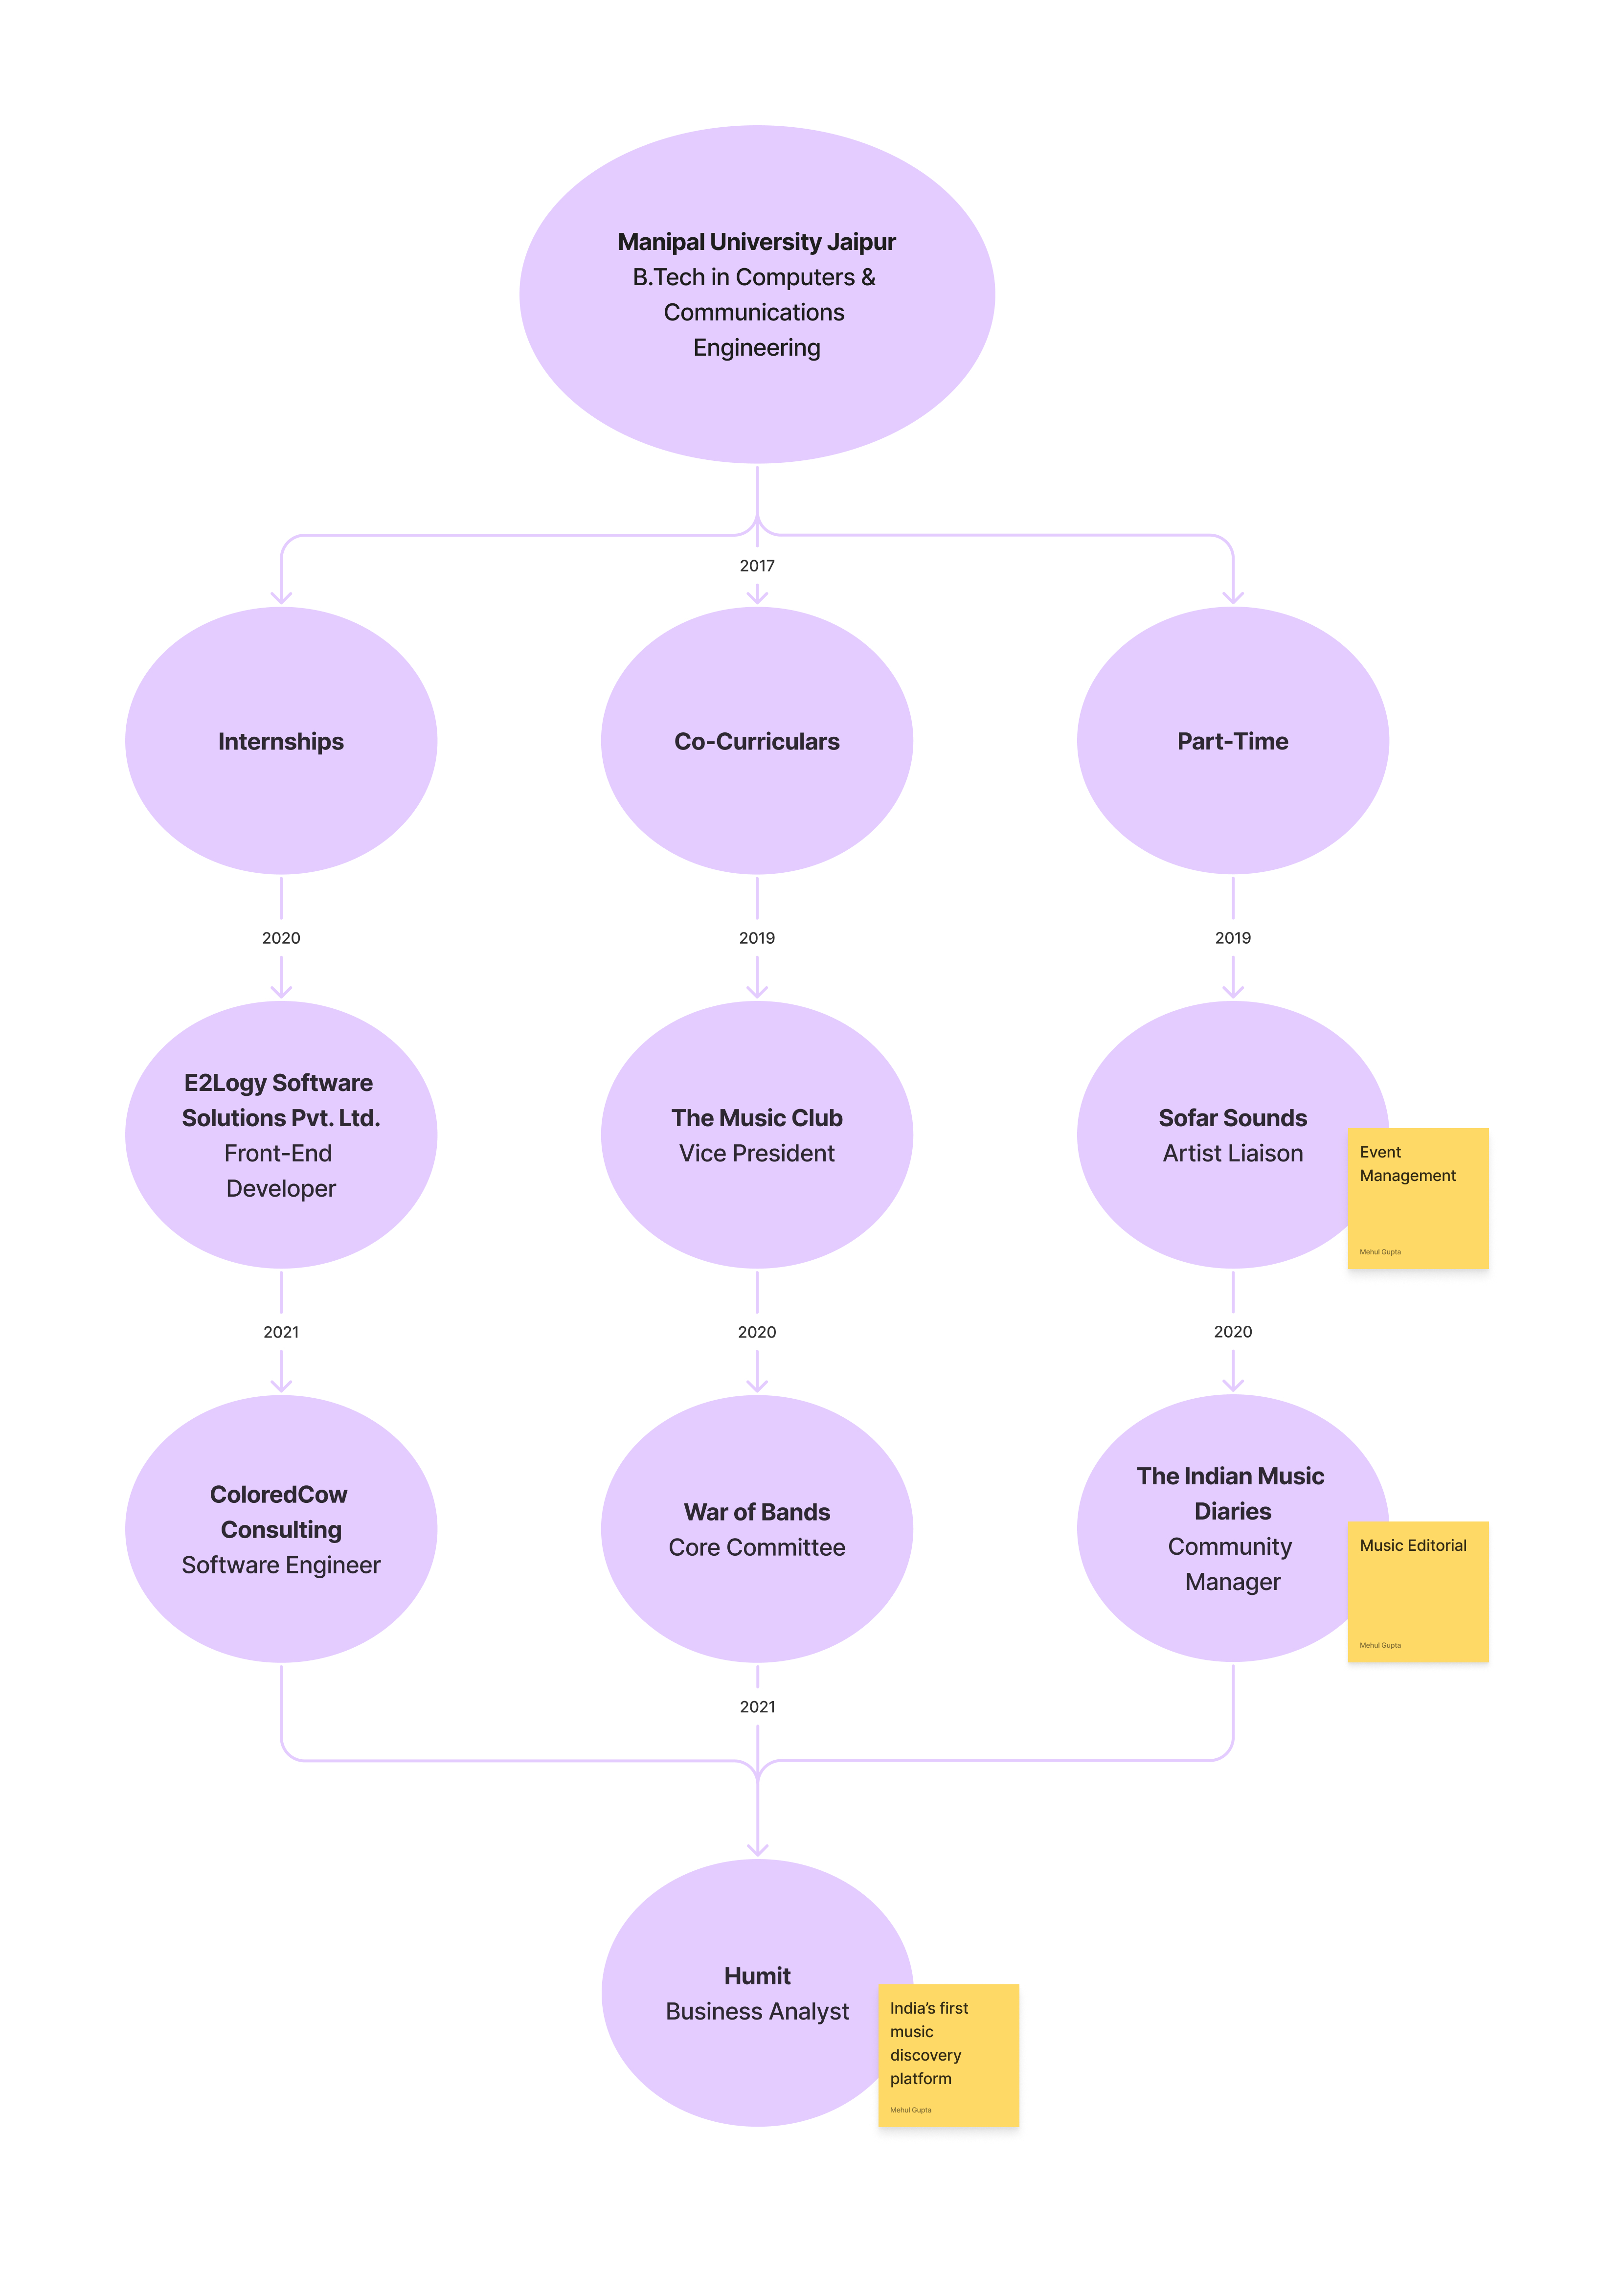 Manipal University Jaipur
B.Tech in Computers &
Communications
Engineering
2017
Internships
Co-Curriculars
Part-Time
2020
2019
2019
E2Logy Software
Solutions Pvt. Ltd.
Front-End
Developer
The Music Club
Vice President
Sofar Sounds
Artist Liaison
Event
Management
Mehul Gupta
2021
2020
2020
ColoredCow
Consulting
Software Engineer
War of Bands
Core Committee
The Indian Music
Diaries
Community
Manager
Music Editorial
Mehul Gupta
2021
Humit
Business Analyst
India’s first
music
discovery
platform
Mehul Gupta